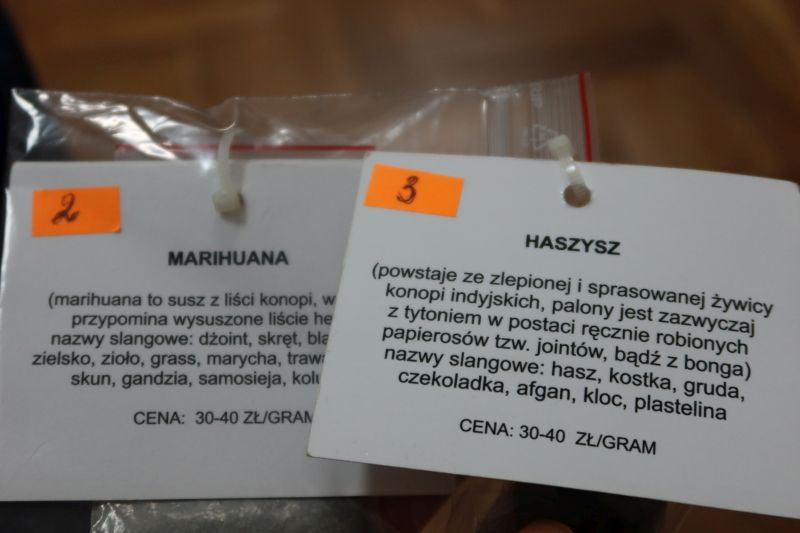 2
MARIHUANA
(marihuana to susz z liści konopi,
przypomina wysuszone liście
nazwy slangowe: dżoint, skręt,
zielsko, zioło, grass, marycha,
skun, gandzia, samosieja,
CENA: 30-40 ZŁ/GRAM
3
HASZYSZ
(powstaje ze zlepionej i sprasowanej żywicy
konopi indyjskich, palony jest zazwyczaj
z tytoniem w postaci ręcznie robionych
papierosów tzw. jointów, bądź z bonga)
nazwy slangowe: hasz, kostka, gruda,
czekoladka, afgan, kloc, plastelina
CENA: 30-40 ZŁ/GRAM